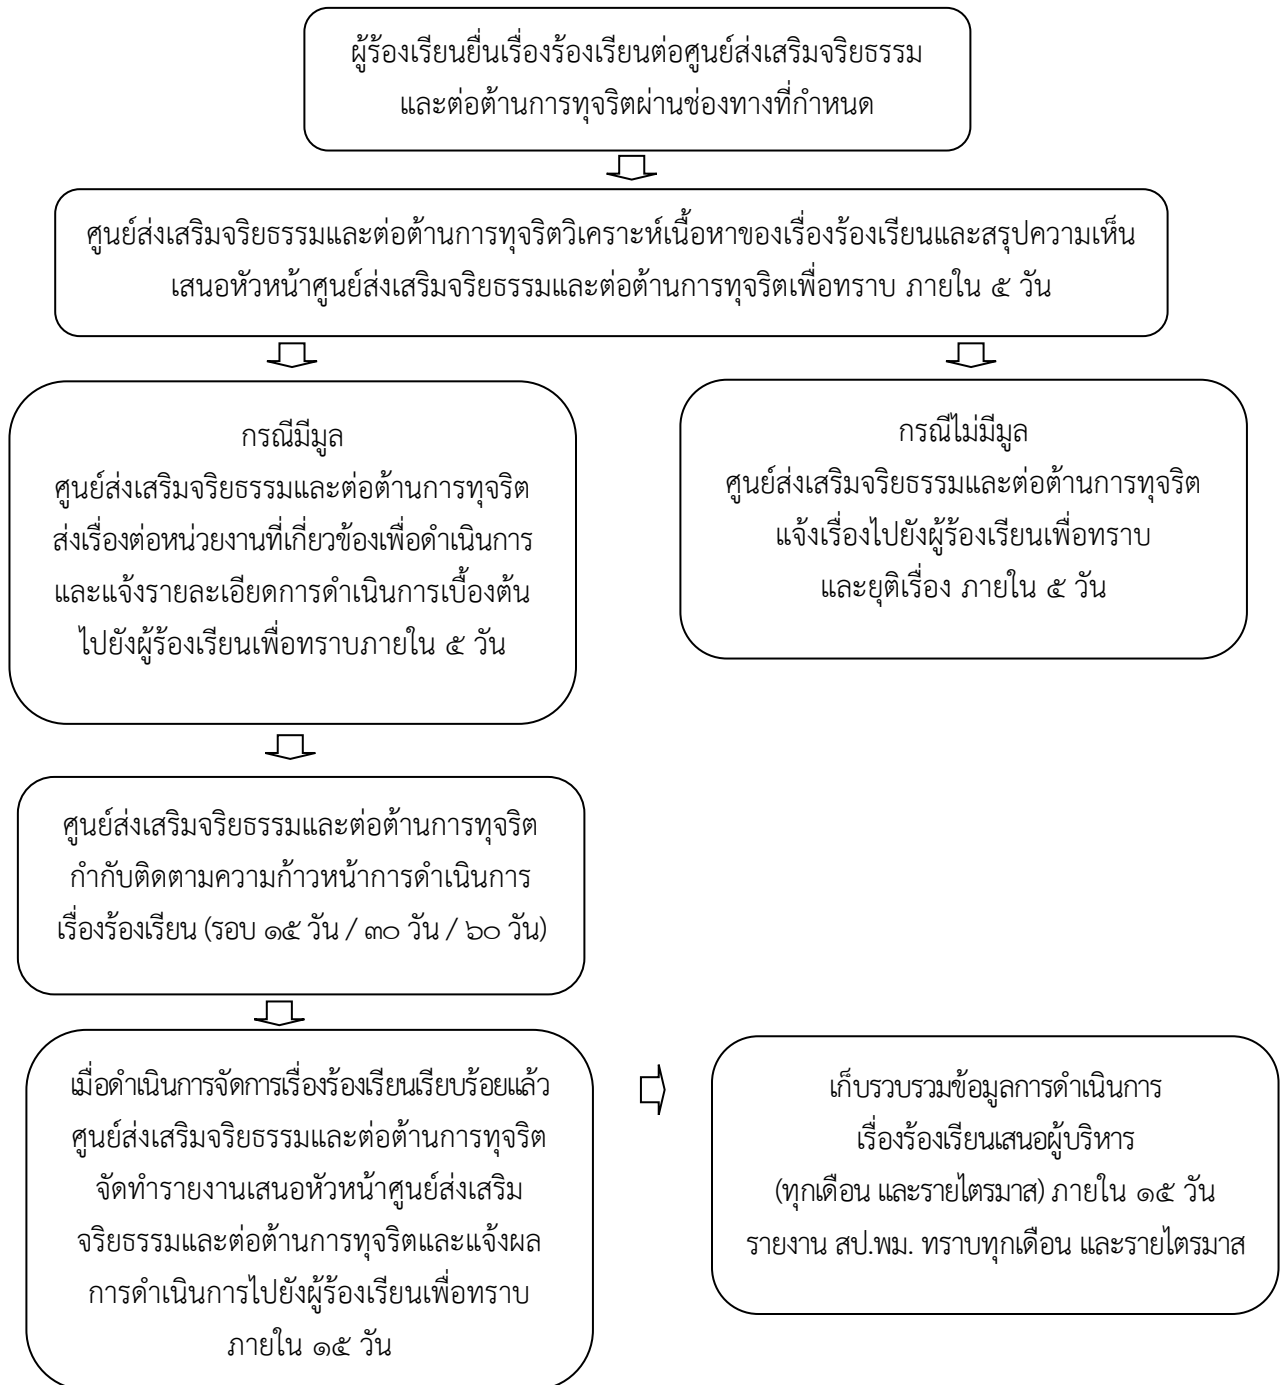 ผู้ร้องเรียนยื่นเรื่องร้องเรียนต่อศูนย์ส่งเสริมจริยธรรม
และต่อต้านการทุจริตผ่านช่องทางที่กำหนด
ศูนย์ส่งเสริมจริยธรรมและต่อต้านการทุจริตวิเคราะห์เนื้อหาของเรื่องร้องเรียนและสรุปความเห็น
เสนอหัวหน้าศูนย์ส่งเสริมจริยธรรมและต่อต้านการทุจริตเพื่อทราบ ภายใน ๕ วัน
กรณีมีมูล
ศูนย์ส่งเสริมจริยธรรมและต่อต้านการทุจริต
ส่งเรื่องต่อหน่วยงานที่เกี่ยวข้องเพื่อดำเนินการ
และแจ้งรายละเอียดการดำเนินการเบื้องต้น
ไปยังผู้ร้องเรียนเพื่อทราบภายใน ๕ วัน
กรณีไม่มีมูล
ศูนย์ส่งเสริมจริยธรรมและต่อต้านการทุจริต
แจ้งเรื่องไปยังผู้ร้องเรียนเพื่อทราบ
และยุติเรื่อง ภายใน ๕ วัน
ศูนย์ส่งเสริมจริยธรรมและต่อต้านการทุจริต
กำกับติดตามความก้าวหน้าการดำเนินการ
เรื่องร้องเรียน (รอบ ๑๕ วัน / ๓๐ วัน / ๖๐ วัน)
เมื่อดำเนินการจัดการเรื่องร้องเรียนเรียบร้อยแล้ว
ศูนย์ส่งเสริมจริยธรรมและต่อต้านการทุจริต
จัดทำรายงานเสนอหัวหน้าศูนย์ส่งเสริม
จริยธรรมและต่อต้านการทุจริตและแจ้งผล
การดำเนินการไปยังผู้ร้องเรียนเพื่อทราบ
ภายใน ๑๕ วัน
เก็บรวบรวมข้อมูลการดำเนินการ
เรื่องร้องเรียนเสนอผู้บริหาร
(ทุกเดือน และรายไตรมาส) ภายใน ๑๕ วัน
รายงาน สป.พม. ทราบทุกเดือน และรายไตรมาส